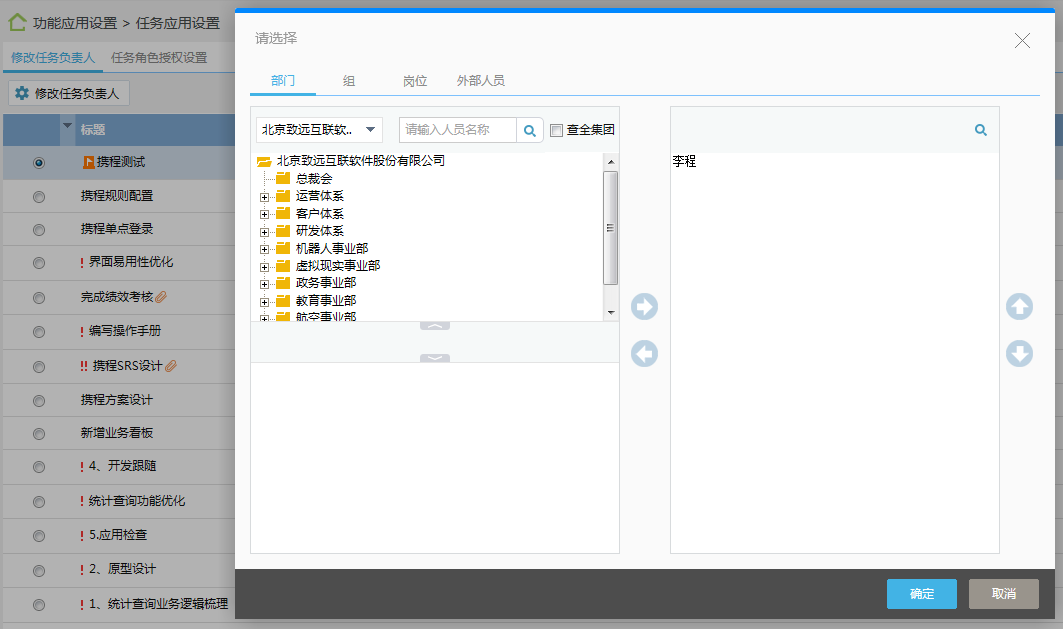 功能应用设置 > 任务应用设置
修改任务负责人 任务角色授权设置
修改任务负责人
标题
携程测试
携程规则配置
携程单点登录
! 界面易用性优化
完成绩效考核
! 编写操作手册
!! 携程SRS设计
携程方案设计
新增业务看板
! 4、开发跟随
! 统计查询功能优化
! 5.应用检查
! 2、原型设计
! 1、统计查询业务逻辑梳理
请选择
部门 组 岗位 外部人员
北京致远互联软.. 请输入人员名称 查全集团
北京致远互联软件股份有限公司
总裁会
运营体系
客户体系
研发体系
机器人事业部
虚拟现实事业部
政务事业部
教育事业部
航空事业部
李程
确定 取消